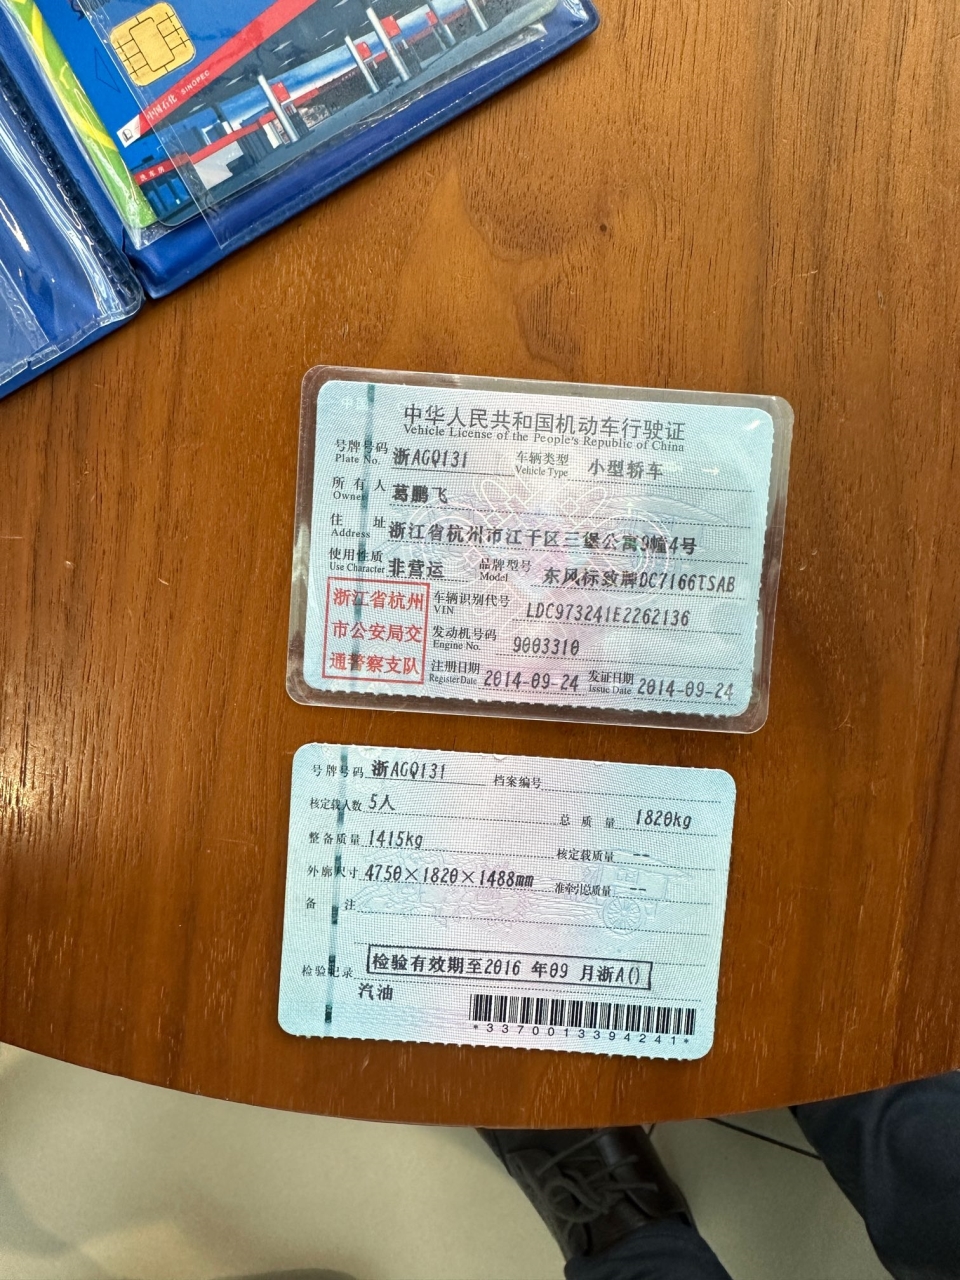 中国石化 SINOPEC
中华人民共和国机动车行驶证
Vehicle License of the People's Republic of China
号牌号码 浙AGQ131 车辆类型 小型轿车
Plate No. Vehicle Type
所有人 葛鹏飞
Owner
住址 浙江省杭州市江干区三堡公寓9幢4号
Address
使用性质 非营运 品牌型号 东风标致牌DC7166TSAB
Use Character Model
浙江省杭州
市公安局交
通警察支队
车辆识别代号 LDC973241E2262136
VIN
发动机号码 9003310
Engine No.
注册日期 2014-09-24 发证日期 2014-09-24
Register Date Issue Date
号牌号码 浙AGQ131 档案编号
核定载人数 5人 总质量 1820kg
整备质量 1415kg 核定载质量 --
外廓尺寸 4750×1820×1488mm 准牵引总质量 --
备注
检验记录 检验有效期至2016 年09 月浙A()
汽油
*3370013394241*